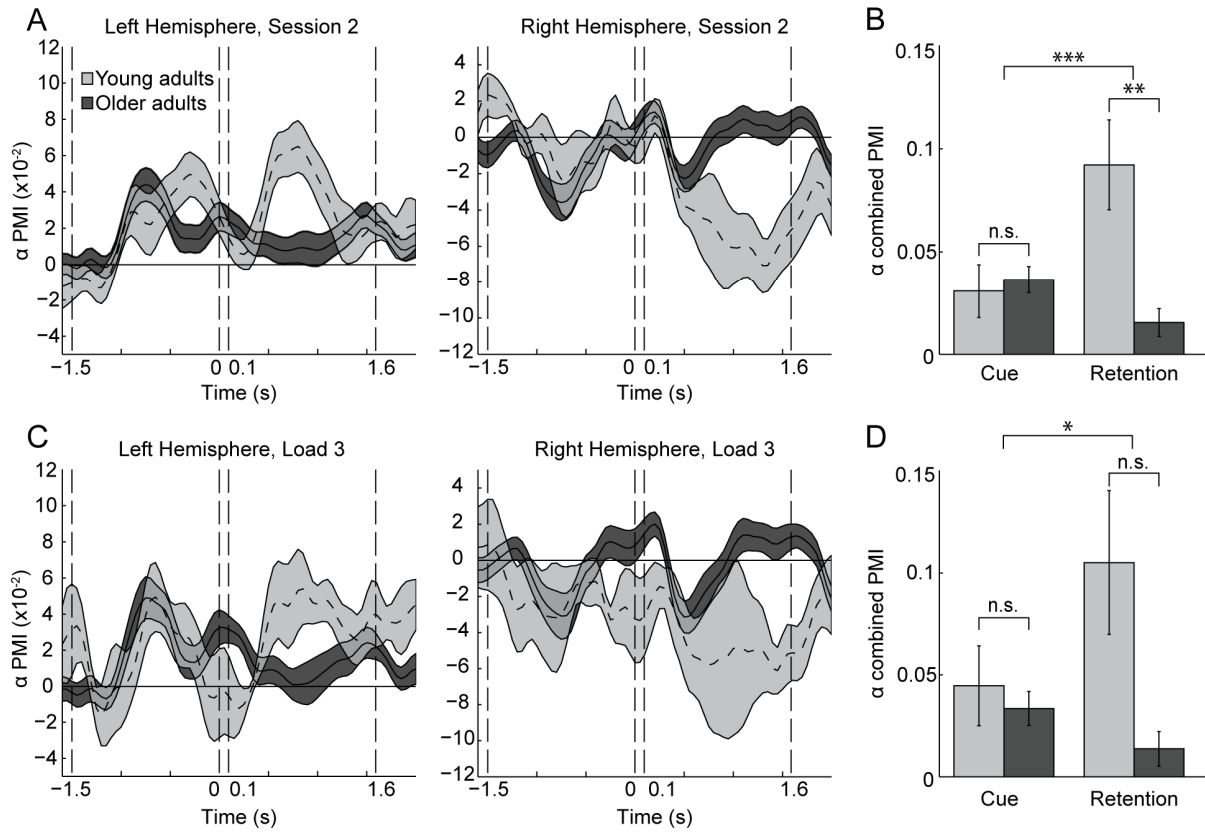 A
Left Hemisphere, Session 2
12
10
8
6
4
2
0
−2
−4
α PMI (x10-2)
Young adults
Older adults
−1.5
0
0.1
1.6
Time (s)
Right Hemisphere, Session 2
4
2
0
−2
−4
−6
−8
−10
−12
−1.5
0
0.1
1.6
Time (s)
B
0.15
0.1
0.05
0
α combined PMI
***
**
n.s.
Cue
Retention
C
Left Hemisphere, Load 3
12
10
8
6
4
2
0
−2
−4
α PMI (x10-2)
−1.5
0
0.1
1.6
Time (s)
Right Hemisphere, Load 3
4
2
0
−2
−4
−6
−8
−10
−12
−1.5
0
0.1
1.6
Time (s)
D
0.15
0.1
0.05
0
α combined PMI
*
n.s.
n.s.
Cue
Retention